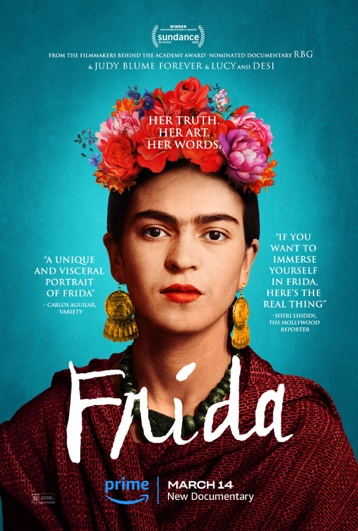 WINNER
sundance
FROM THE FILMMAKERS BEHIND THE ACADEMY AWARD®-NOMINATED DOCUMENTARY RBG
& JUDY BLUME FOREVER & LUCY AND DESI
HER TRUTH.
HER ART.
HER WORDS.
"A UNIQUE
AND VISCERAL
PORTRAIT
OF FRIDA"
- CARLOS AGUILAR,
VARIETY
"IF YOU
WANT TO
IMMERSE
YOURSELF
IN FRIDA,
HERE'S THE
REAL THING"
- SHERI LINDEN,
THE HOLLYWOOD
REPORTER
Frida
prime
MARCH 14
New Documentary